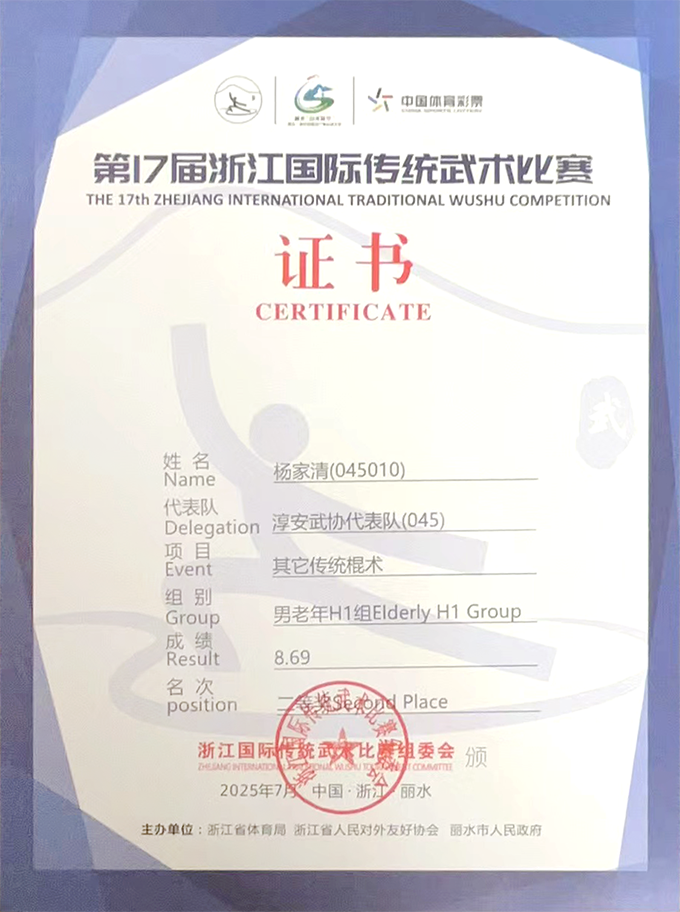 中国体育彩票
CHINA SPORTS LOTTERY
第17届浙江国际传统武术比赛
THE 17th ZHEJIANG INTERNATIONAL TRADITIONAL WUSHU COMPETITION
证书
CERTIFICATE
武
姓 名
Name
杨家清(045010)
代表队
Delegation
淳安武协代表队(045)
项 目
Event
其它传统棍术
组 别
Group
男老年H1组Elderly H1 Group
成 绩
Result
8.69
名 次
position
二等奖Second Place
浙江国际传统武术比赛组委会 颁
2025年7月 中国·浙江·丽水
主办单位：浙江省体育局 浙江省人民对外友好协会 丽水市人民政府